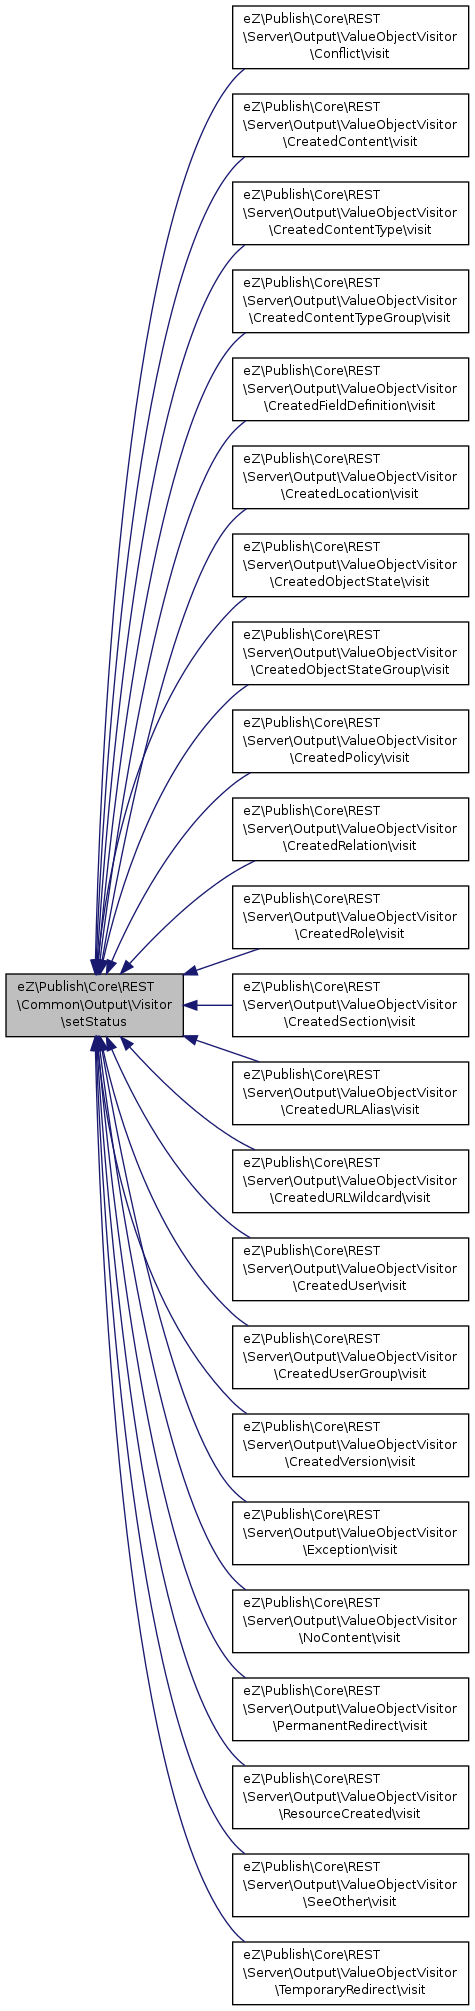 eZ\Publish\Core\REST
\Server\Output\ValueObjectVisitor
\Conflict\visit
eZ\Publish\Core\REST
\Server\Output\ValueObjectVisitor
\CreatedContent\visit
eZ\Publish\Core\REST
\Server\Output\ValueObjectVisitor
\CreatedContentType\visit
eZ\Publish\Core\REST
\Server\Output\ValueObjectVisitor
\CreatedContentTypeGroup\visit
eZ\Publish\Core\REST
\Server\Output\ValueObjectVisitor
\CreatedFieldDefinition\visit
eZ\Publish\Core\REST
\Server\Output\ValueObjectVisitor
\CreatedLocation\visit
eZ\Publish\Core\REST
\Server\Output\ValueObjectVisitor
\CreatedObjectState\visit
eZ\Publish\Core\REST
\Server\Output\ValueObjectVisitor
\CreatedObjectStateGroup\visit
eZ\Publish\Core\REST
\Server\Output\ValueObjectVisitor
\CreatedPolicy\visit
eZ\Publish\Core\REST
\Server\Output\ValueObjectVisitor
\CreatedRelation\visit
eZ\Publish\Core\REST
\Server\Output\ValueObjectVisitor
\CreatedRole\visit
eZ\Publish\Core\REST
\Common\Output\Visitor
\setStatus
eZ\Publish\Core\REST
\Server\Output\ValueObjectVisitor
\CreatedSection\visit
eZ\Publish\Core\REST
\Server\Output\ValueObjectVisitor
\CreatedURLAlias\visit
eZ\Publish\Core\REST
\Server\Output\ValueObjectVisitor
\CreatedURLWildcard\visit
eZ\Publish\Core\REST
\Server\Output\ValueObjectVisitor
\CreatedUser\visit
eZ\Publish\Core\REST
\Server\Output\ValueObjectVisitor
\CreatedUserGroup\visit
eZ\Publish\Core\REST
\Server\Output\ValueObjectVisitor
\CreatedVersion\visit
eZ\Publish\Core\REST
\Server\Output\ValueObjectVisitor
\Exception\visit
eZ\Publish\Core\REST
\Server\Output\ValueObjectVisitor
\NoContent\visit
eZ\Publish\Core\REST
\Server\Output\ValueObjectVisitor
\PermanentRedirect\visit
eZ\Publish\Core\REST
\Server\Output\ValueObjectVisitor
\ResourceCreated\visit
eZ\Publish\Core\REST
\Server\Output\ValueObjectVisitor
\SeeOther\visit
eZ\Publish\Core\REST
\Server\Output\ValueObjectVisitor
\TemporaryRedirect\visit